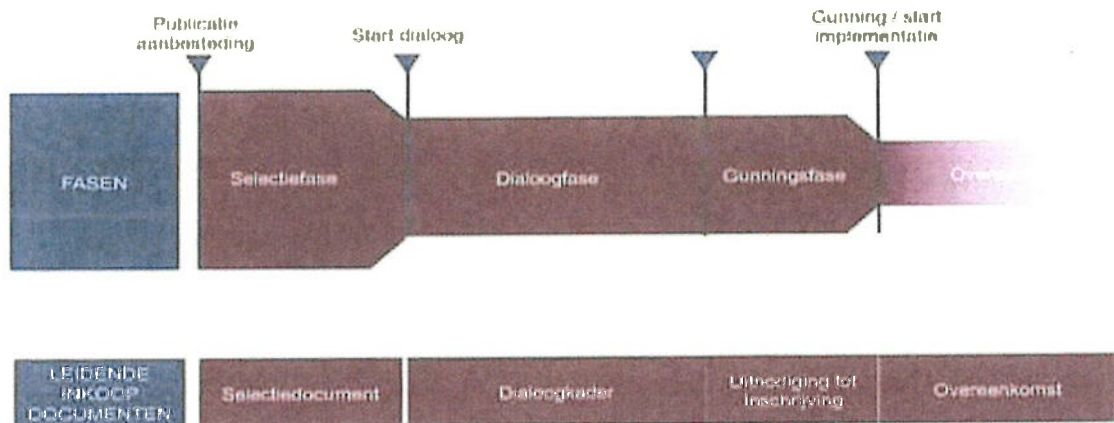 Publicatie
aanbesteding
Start dialoog
Gunning / start
implementatie
FASEN
Selectiefase
Dialoogfase
Gunningsfase
LEIDENDE
INKOOP
DOCUMENTEN
Selectiedocument
Dialoogkader
Uitnodiging tot
Inschrijving
Overeenkomst